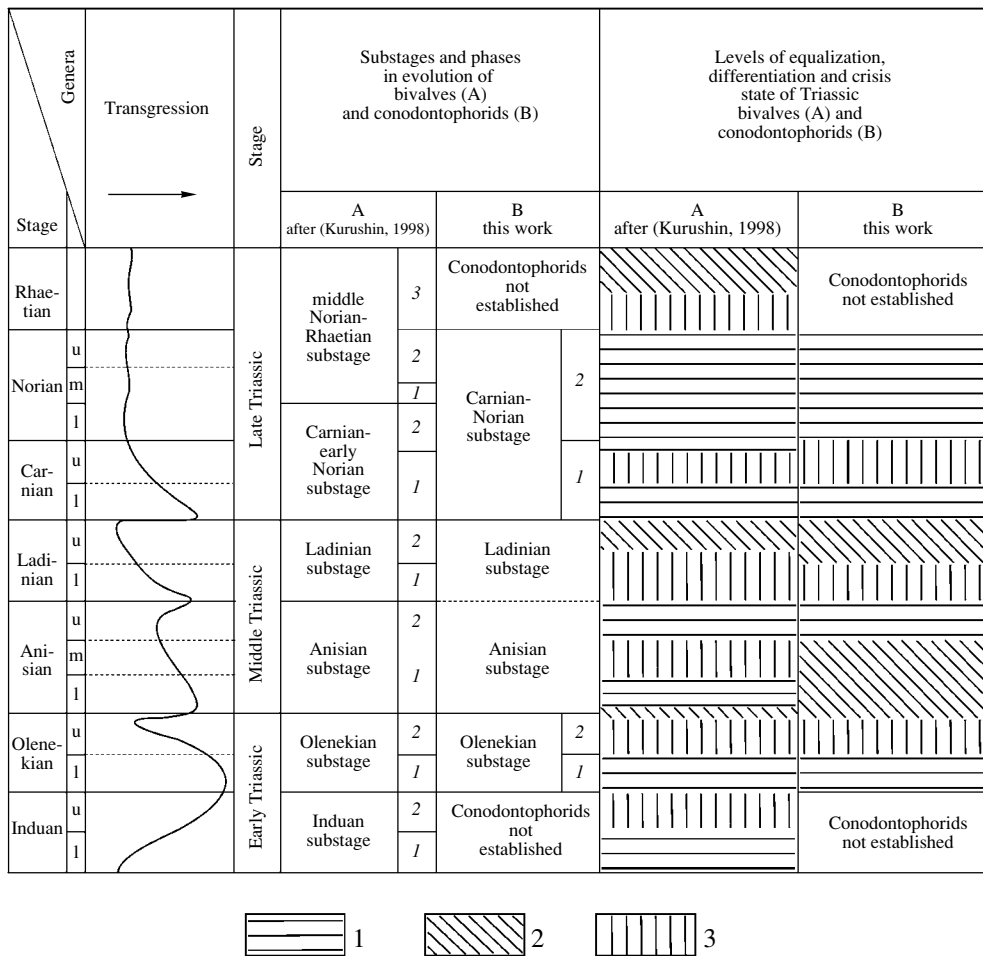 Genera
Stage
Transgression
Stage
Substages and phases
in evolution of
bivalves (A)
and conodontophorids (B)
Levels of equalization,
differentiation and crisis
state of Triassic
bivalves (A) and
conodontophorids (B)
A
after (Kurushin, 1998)
B
this work
A
after (Kurushin, 1998)
B
this work
Rhae-
tian
Norian
u
m
l
Car-
nian
u
l
Ladi-
nian
u
l
Ani-
sian
u
m
l
Olene-
kian
u
l
Induan
u
l
Late Triassic
Middle Triassic
Early Triassic
middle
Norian-
Rhaetian
substage
3
2
1
Carnian-
early
Norian
substage
2
1
Ladinian
substage
2
1
Anisian
substage
2
1
Olenekian
substage
2
1
Induan
substage
2
1
Conodontophorids
not
established
Carnian-
Norian
substage
2
1
Ladinian
substage
Anisian
substage
Olenekian
substage
2
1
Conodontophorids
not
established
Conodontophorids
not established
Conodontophorids
not established
1
2
3